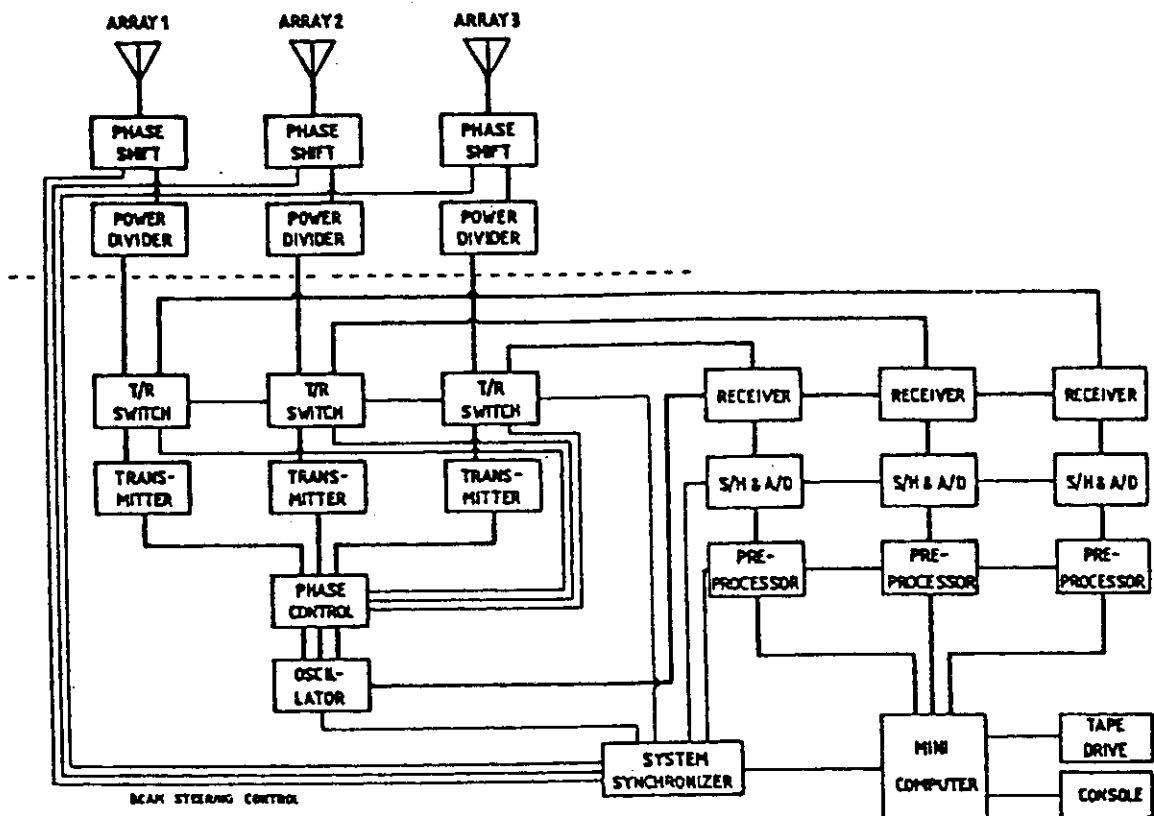 ARRAY 1
ARRAY 2
ARRAY 3
PHASE
SHIFT
PHASE
SHIFT
PHASE
SHIFT
POWER
DIVIDER
POWER
DIVIDER
POWER
DIVIDER
T/R
SWITCH
T/R
SWITCH
T/R
SWITCH
RECEIVER
RECEIVER
RECEIVER
TRANS-
MITTER
TRANS-
MITTER
TRANS-
MITTER
S/H & A/D
S/H & A/D
S/H & A/D
PRE-
PROCESSOR
PRE-
PROCESSOR
PRE-
PROCESSOR
PHASE
CONTROL
OSCIL-
LATOR
SYSTEM
SYNCHRONIZER
MINI
COMPUTER
TAPE
DRIVE
CONSOLE
BEAM STEERING CONTROL